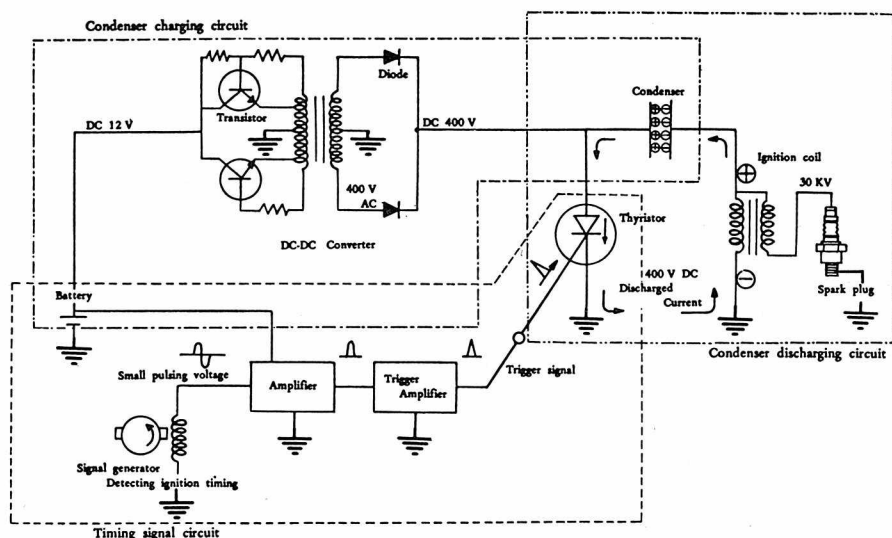 Condenser charging circuit
Diode
Condenser
Transistor
DC 12 V
DC 400 V
Ignition coil
30 KV
400 V
AC
Thyristor
DC-DC Converter
400 V DC
Discharged
Current
Spark plug
Battery
Condenser discharging circuit
Small pulsing voltage
Amplifier
Trigger
Amplifier
Trigger signal
Signal generator
Detecting ignition timing
Timing signal circuit